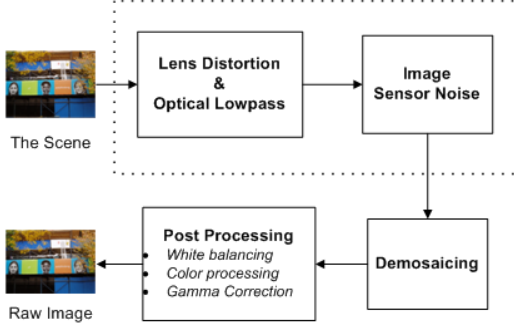 Lens Distortion
&
Optical Lowpass
Image
Sensor Noise
The Scene
Post Processing
• White balancing
• Color processing
• Gamma Correction
Demosaicing
Raw Image